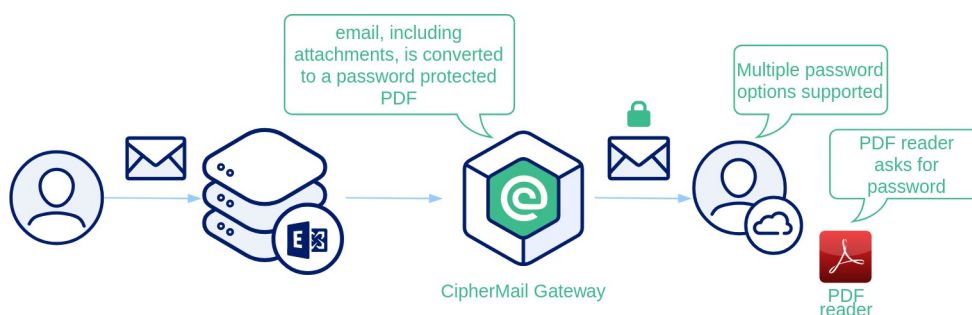 email, including
attachments, is converted
to a password protected
PDF
Multiple password
options supported
PDF reader
asks for
password
E
CipherMail Gateway
PDF
reader